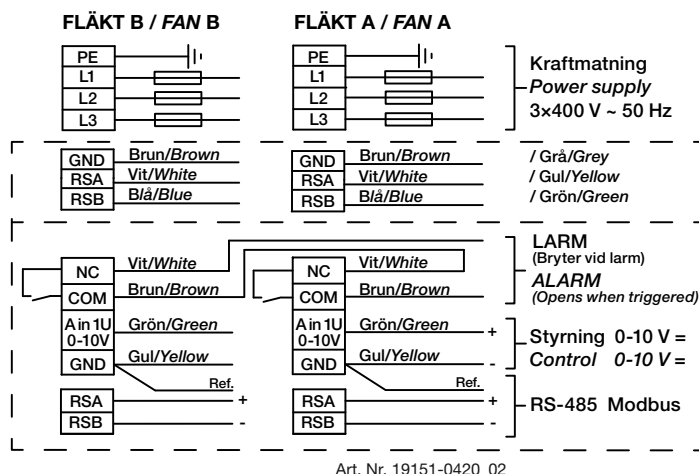 FLÄKT B / FAN B
FLÄKT A / FAN A
PE
L1
L2
L3
PE
L1
L2
L3
Kraftmatning
Power supply
3×400 V ~ 50 Hz
GND Brun/Brown
RSA Vit/White
RSB Blå/Blue
GND Brun/Brown
RSA Vit/White
RSB Blå/Blue
/ Grå/Grey
/ Gul/Yellow
/ Grön/Green
NC Vit/White
COM Brun/Brown
A in 1U
0-10V
Grön/Green
GND Gul/Yellow
Ref.
RSA +
RSB -
NC Vit/White
COM Brun/Brown
A in 1U
0-10V
Grön/Green +
GND Gul/Yellow -
Ref.
RSA +
RSB -
LARM
(Bryter vid larm)
ALARM
(Opens when triggered)
Styrning 0-10 V =
Control 0-10 V =
RS-485 Modbus
Art. Nr. 19151-0420_02